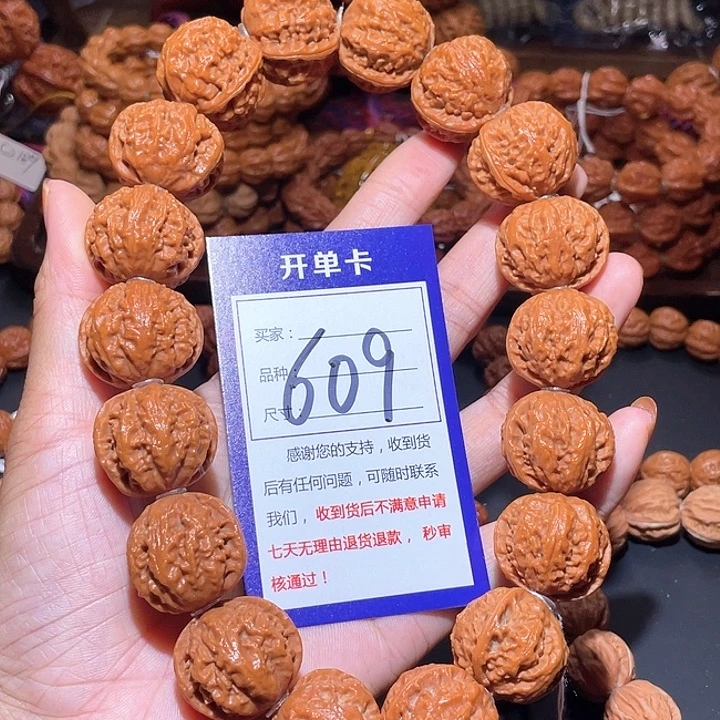 开单卡
买家：
品种：
尺寸：
609
感谢您的支持，收到货
后有任何问题，可随时联系
我们，收到货后不满意申请
七天无理由退货退款，秒审
核通过！